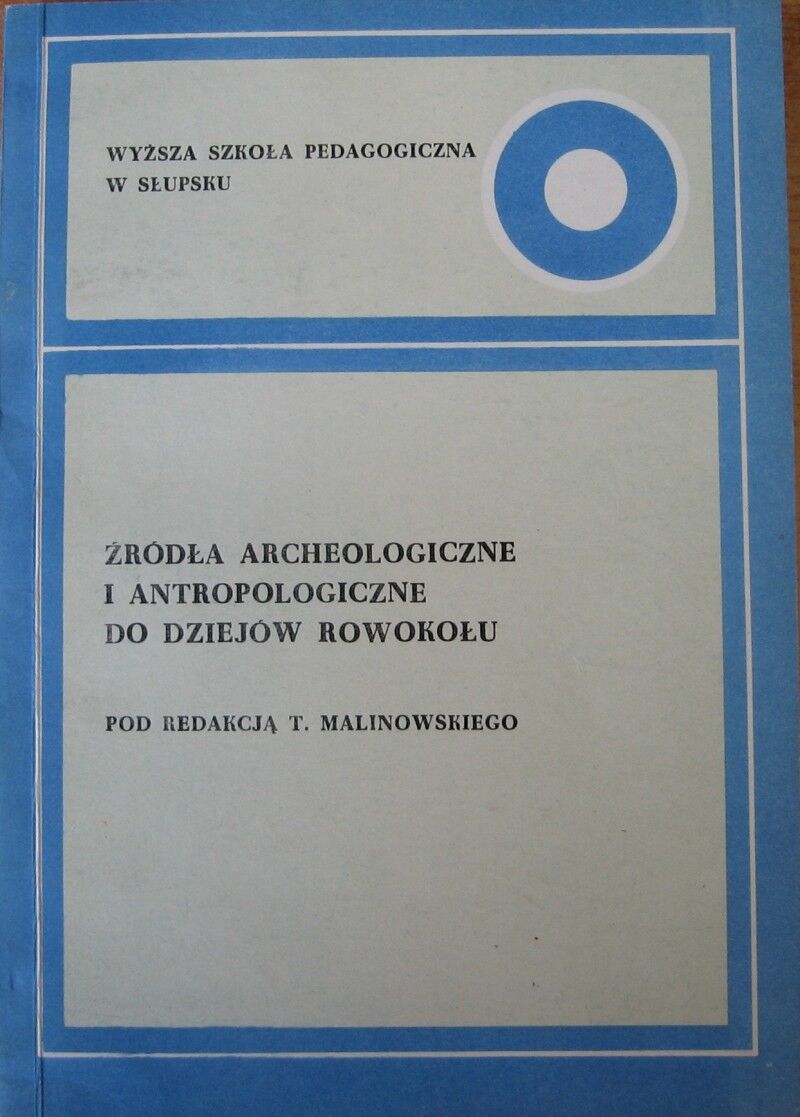 WYŻSZA SZKOŁA PEDAGOGICZNA
W SŁUPSKU
ŹRÓDŁA ARCHEOLOGICZNE
I ANTROPOLOGICZNE
DO DZIEJÓW ROWOKOŁU
POD REDAKCJĄ T. MALINOWSKIEGO